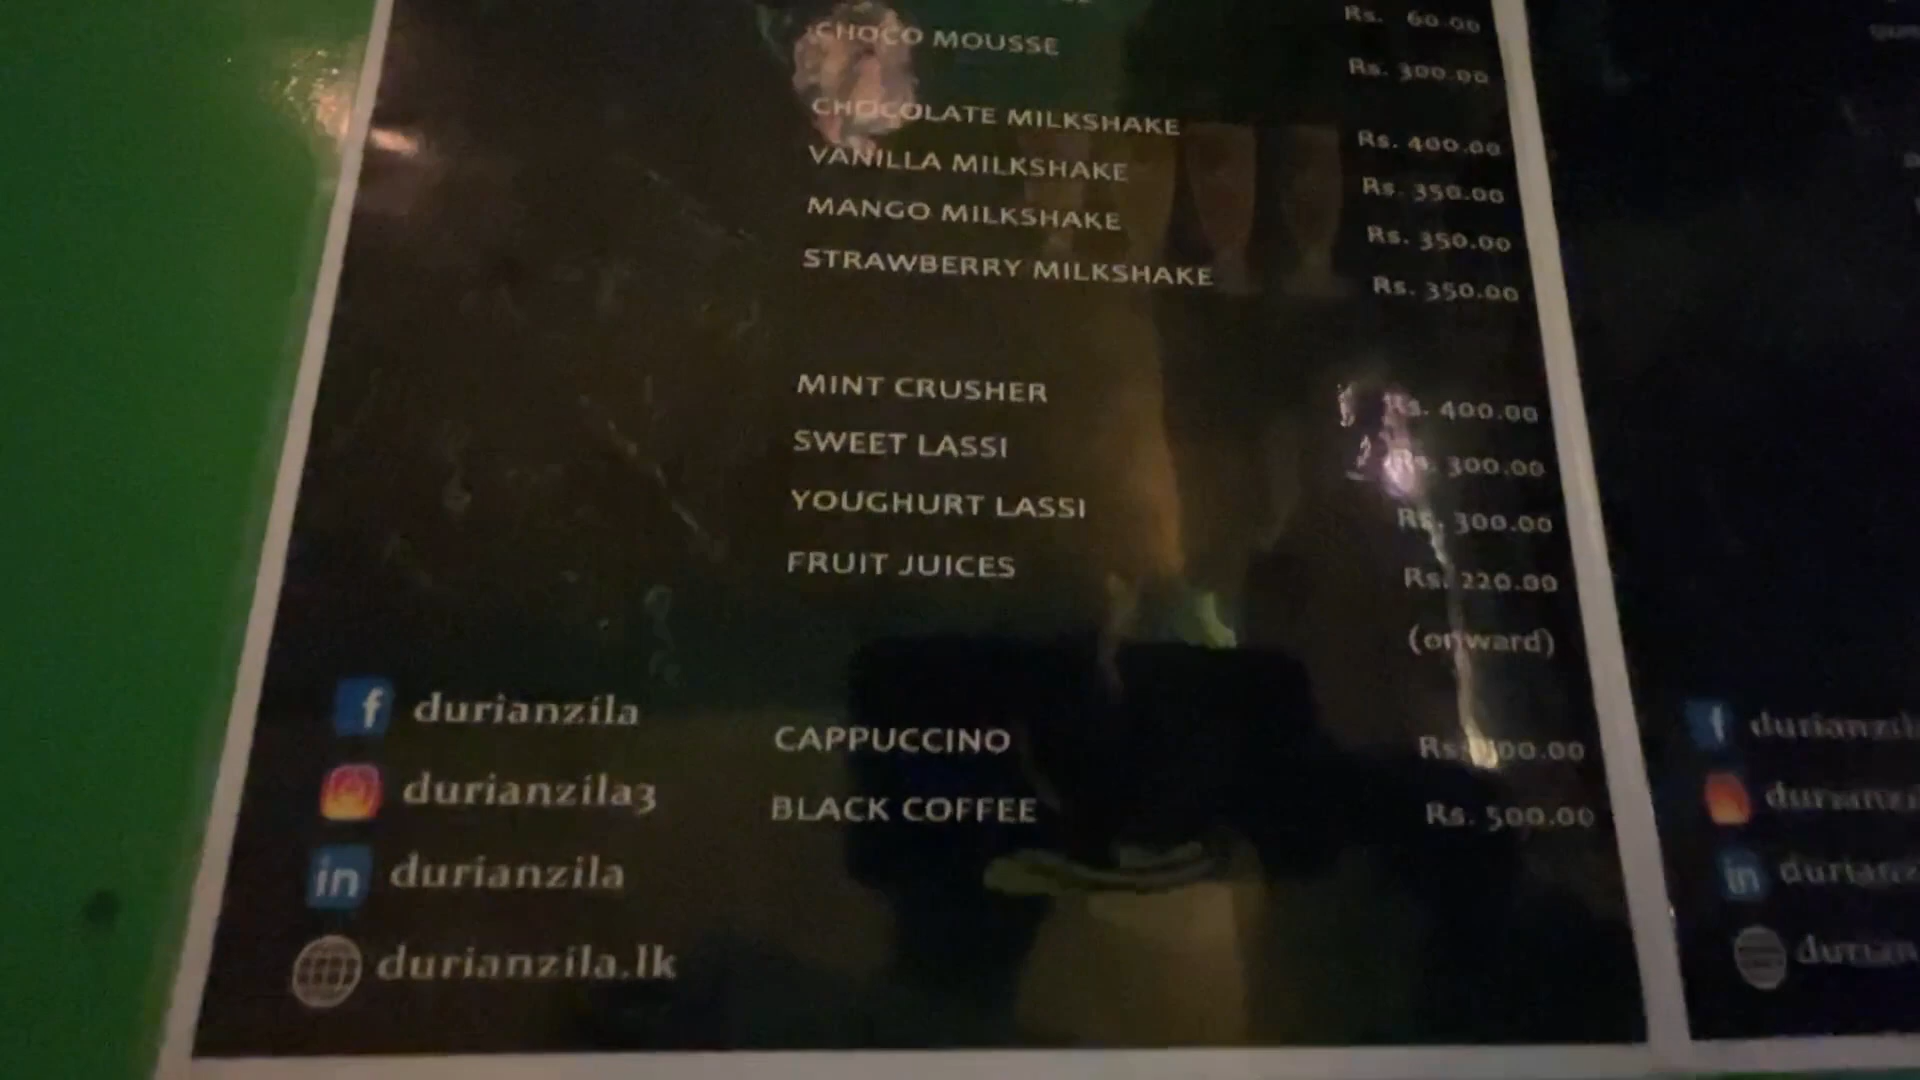 Rs. 60.00
CHOCO MOUSSE Rs. 300.00
CHOCOLATE MILKSHAKE Rs. 400.00
VANILLA MILKSHAKE Rs. 350.00
MANGO MILKSHAKE Rs. 350.00
STRAWBERRY MILKSHAKE Rs. 350.00
MINT CRUSHER Rs. 400.00
SWEET LASSI Rs. 300.00
YOUGHURT LASSI Rs. 300.00
FRUIT JUICES Rs. 220.00
(onward)
CAPPUCCINO Rs.
BLACK COFFEE Rs. 500.00
durianzila
durianzila3
durianzila
durianzila.lk